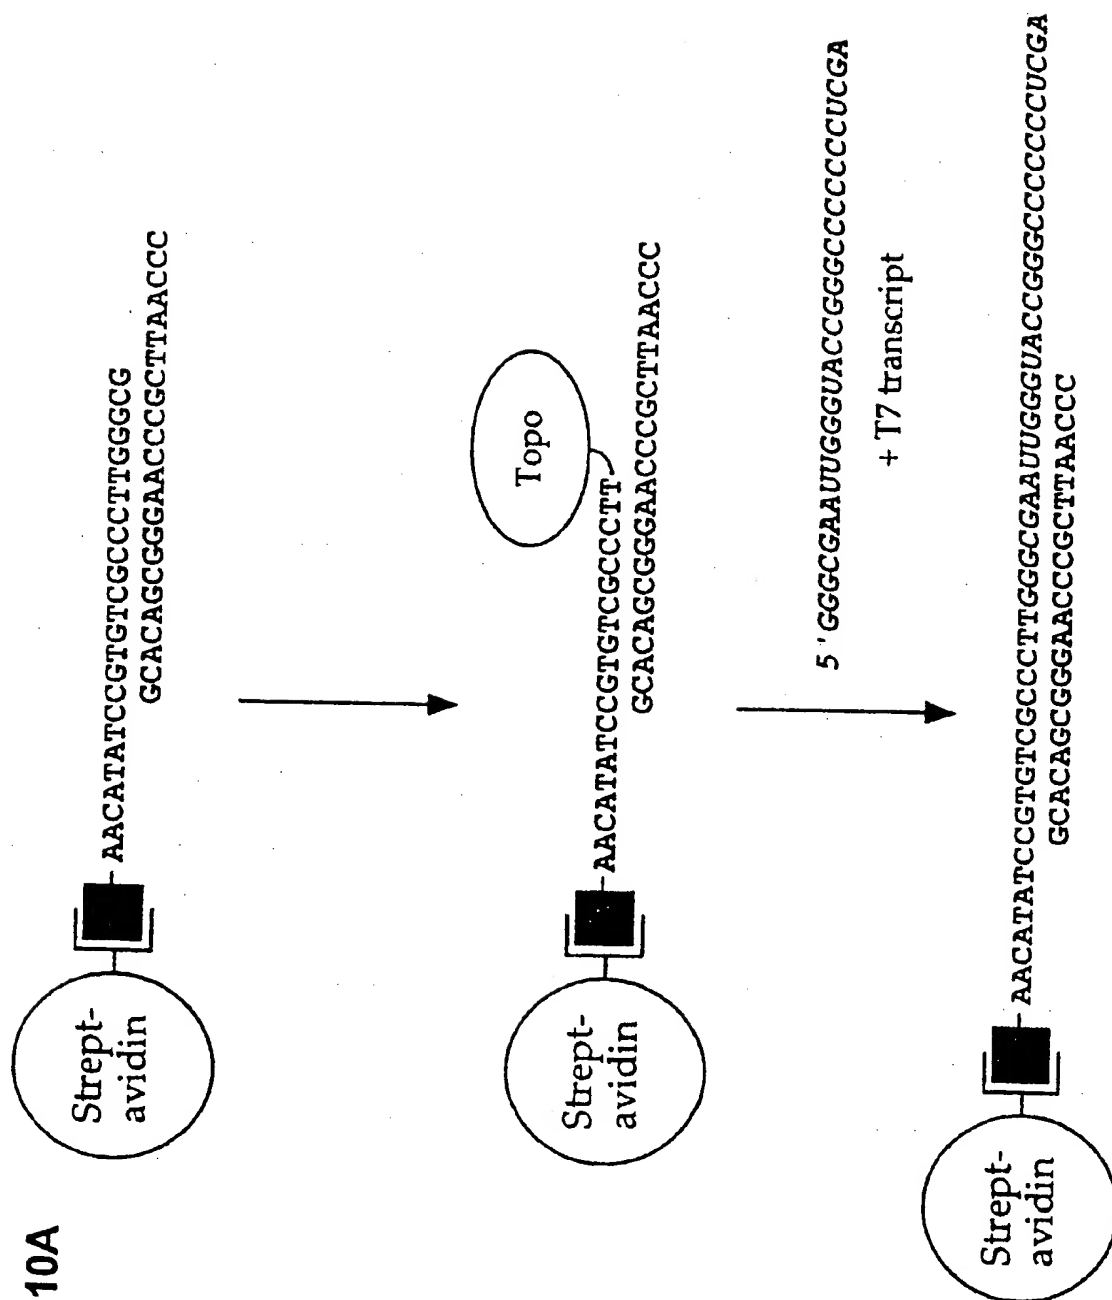 10A
Strept-
avidin
AACATATCCGTGTCGCCCTTGGGCG
GCACAGCGGGAACCCGCTTAACCC
Topo
Strept-
avidin
AACATATCCGTGTCGCCCTT
GCACAGCGGGAACCCGCTTAACCC
5 'GGGCGAAUUGGGUACCGGGCCCCCCUCGA
+ T7 transcript
Strept-
avidin
AACATATCCGTGTCGCCCTTGGGCGAAUUGGGUACCGGGCCCCCCUCGA
GCACAGCGGGAACCCGCTTAACCC